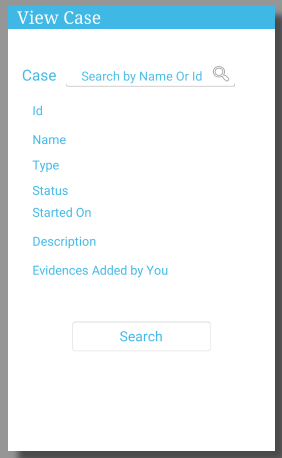 View Case
Case Search by Name Or Id
Id
Name
Type
Status
Started On
Description
Evidences Added by You
Search